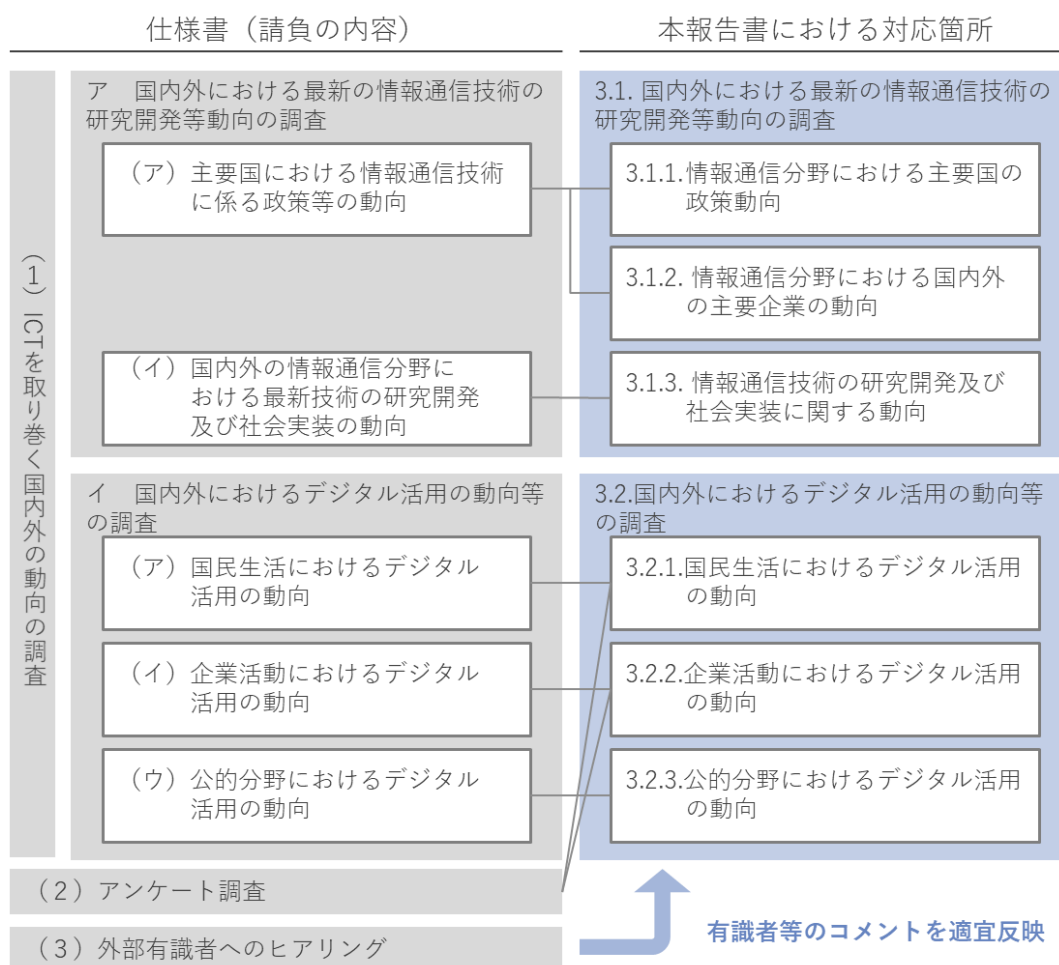 仕様書（請負の内容）
本報告書における対応箇所
（１）ICTを取り巻く国内外の動向の調査
ア　国内外における最新の情報通信技術の
研究開発等動向の調査
（ア）主要国における情報通信技術
に係る政策等の動向
（イ）国内外の情報通信分野に
おける最新技術の研究開発
及び社会実装の動向
3.1. 国内外における最新の情報通信技術の
研究開発等動向の調査
3.1.1.情報通信分野における主要国の
政策動向
3.1.2. 情報通信分野における国内外
の主要企業の動向
3.1.3. 情報通信技術の研究開発及び
社会実装に関する動向
イ　国内外におけるデジタル活用の動向等
の調査
（ア）国民生活におけるデジタル
活用の動向
（イ）企業活動におけるデジタル
活用の動向
（ウ）公的分野におけるデジタル
活用の動向
3.2.国内外におけるデジタル活用の動向等
の調査
3.2.1.国民生活におけるデジタル活用
の動向
3.2.2.企業活動におけるデジタル活用
の動向
3.2.3.公的分野におけるデジタル活用
の動向
（２）アンケート調査
（３）外部有識者へのヒアリング
有識者等のコメントを適宜反映